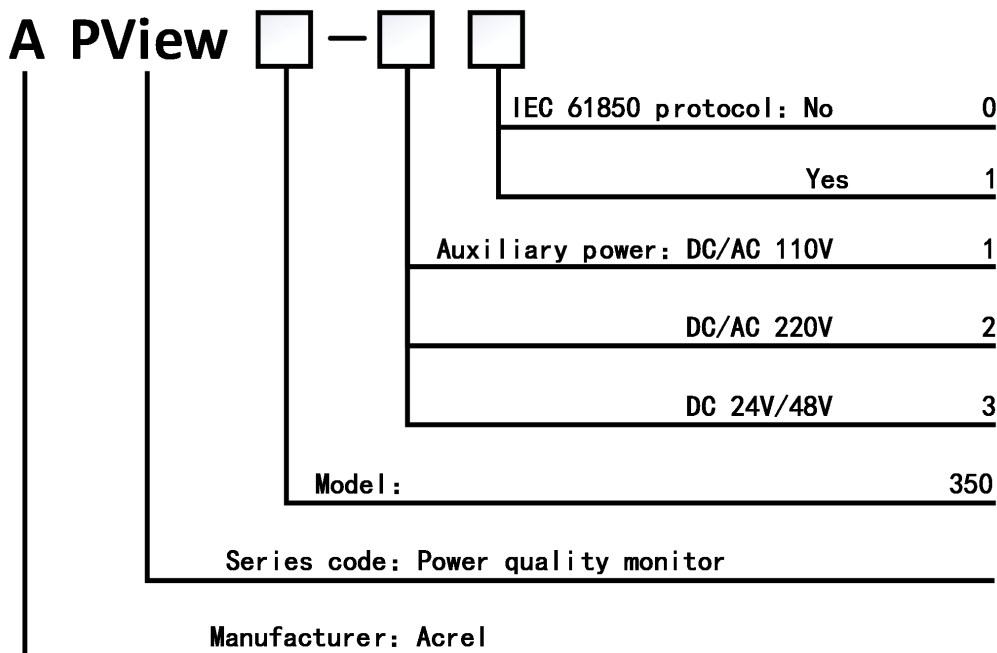 A PView □-□ □
IEC 61850 protocol: No 0
Yes 1
Auxiliary power: DC/AC 110V 1
DC/AC 220V 2
DC 24V/48V 3
Model: 350
Series code: Power quality monitor
Manufacturer: Acrel